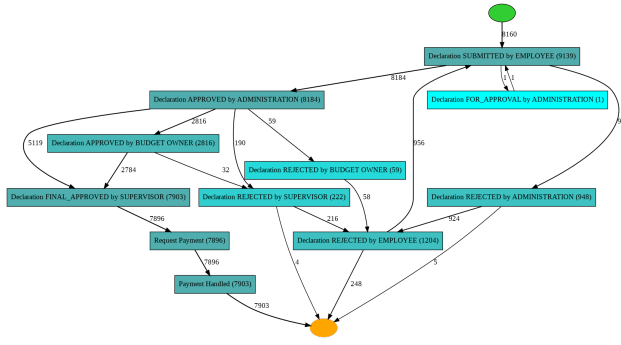 8160
Declaration SUBMITTED by EMPLOYEE (9139)
8184
1
1
Declaration APPROVED by ADMINISTRATION (8184)
Declaration FOR_APPROVAL by ADMINISTRATION (1)
2816
59
9
5119
Declaration APPROVED by BUDGET OWNER (2816)
190
956
2784
32
Declaration REJECTED by BUDGET OWNER (59)
Declaration FINAL_APPROVED by SUPERVISOR (7903)
Declaration REJECTED by SUPERVISOR (222)
58
Declaration REJECTED by ADMINISTRATION (948)
7896
216
924
Request Payment (7896)
Declaration REJECTED by EMPLOYEE (1204)
7896
4
5
Payment Handled (7903)
248
7903